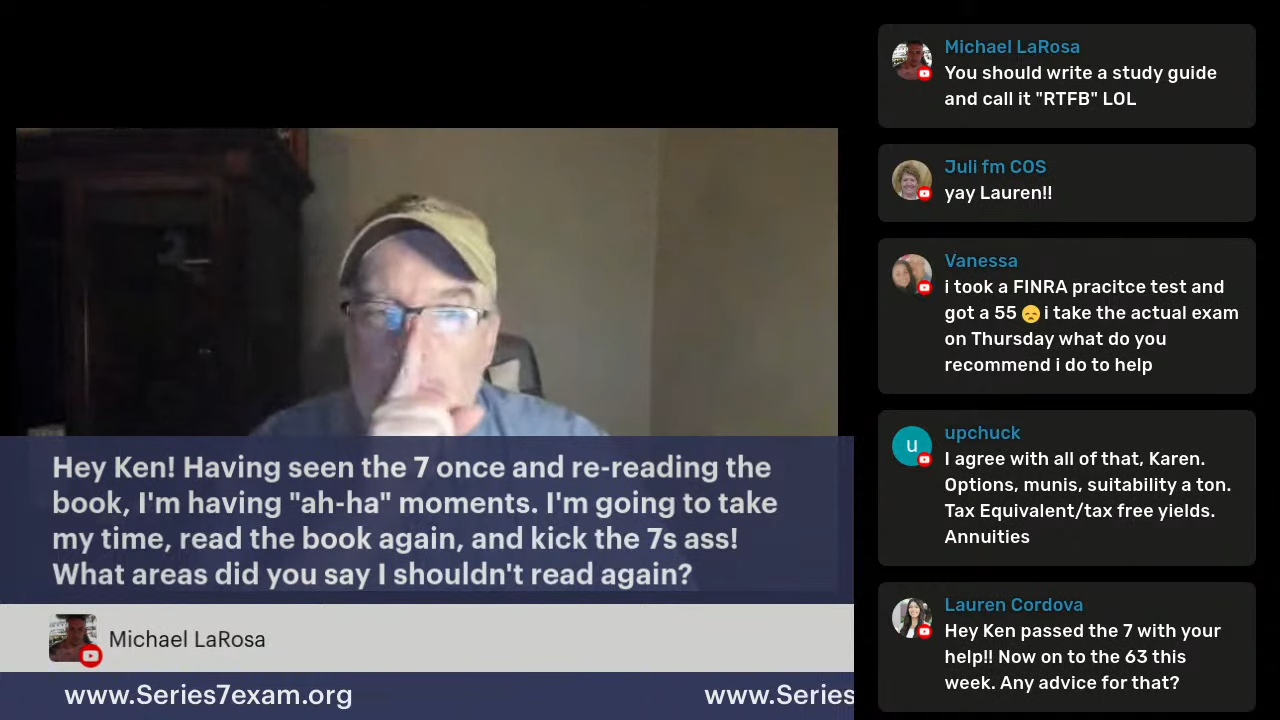 Hey Ken! Having seen the 7 once and re-reading the
book, I'm having "ah-ha" moments. I'm going to take
my time, read the book again, and kick the 7s ass!
What areas did you say I shouldn't read again?
Michael LaRosa
www.Series7exam.org
www.Series
Michael LaRosa
You should write a study guide
and call it "RTFB" LOL
Juli fm COS
yay Lauren!!
Vanessa
i took a FINRA pracitce test and
got a 55 😞 i take the actual exam
on Thursday what do you
recommend i do to help
u
upchuck
I agree with all of that, Karen.
Options, munis, suitability a ton.
Tax Equivalent/tax free yields.
Annuities
Lauren Cordova
Hey Ken passed the 7 with your
help!! Now on to the 63 this
week. Any advice for that?